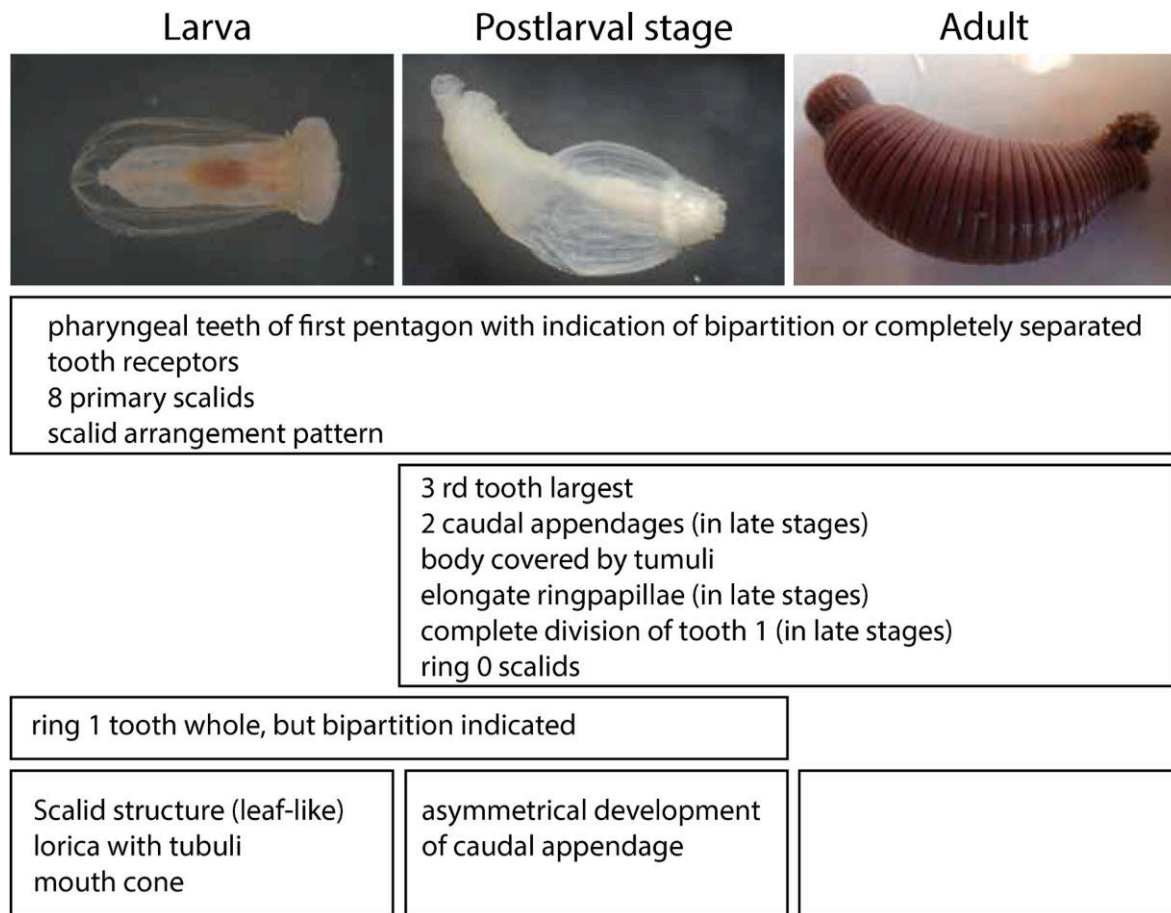 Larva
Postlarval stage
Adult
pharyngeal teeth of first pentagon with indication of bipartition or completely separated
tooth receptors
8 primary scalids
scalid arrangement pattern
3 rd tooth largest
2 caudal appendages (in late stages)
body covered by tumuli
elongate ringpapillae (in late stages)
complete division of tooth 1 (in late stages)
ring 0 scalids
ring 1 tooth whole, but bipartition indicated
Scalid structure (leaf-like)
lorica with tubuli
mouth cone
asymmetrical development
of caudal appendage